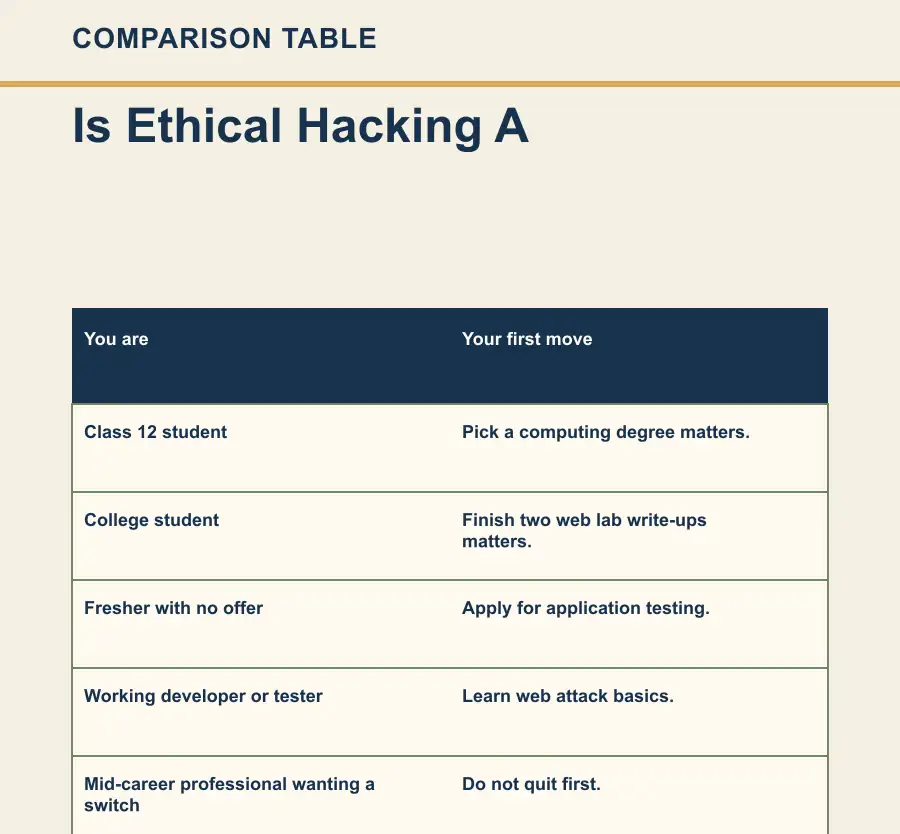 COMPARISON TABLE
Is Ethical Hacking A
You are
Your first move
Class 12 student
Pick a computing degree matters.
College student
Finish two web lab write-ups
matters.
Fresher with no offer
Apply for application testing.
Working developer or tester
Learn web attack basics.
Mid-career professional wanting a
switch
Do not quit first.